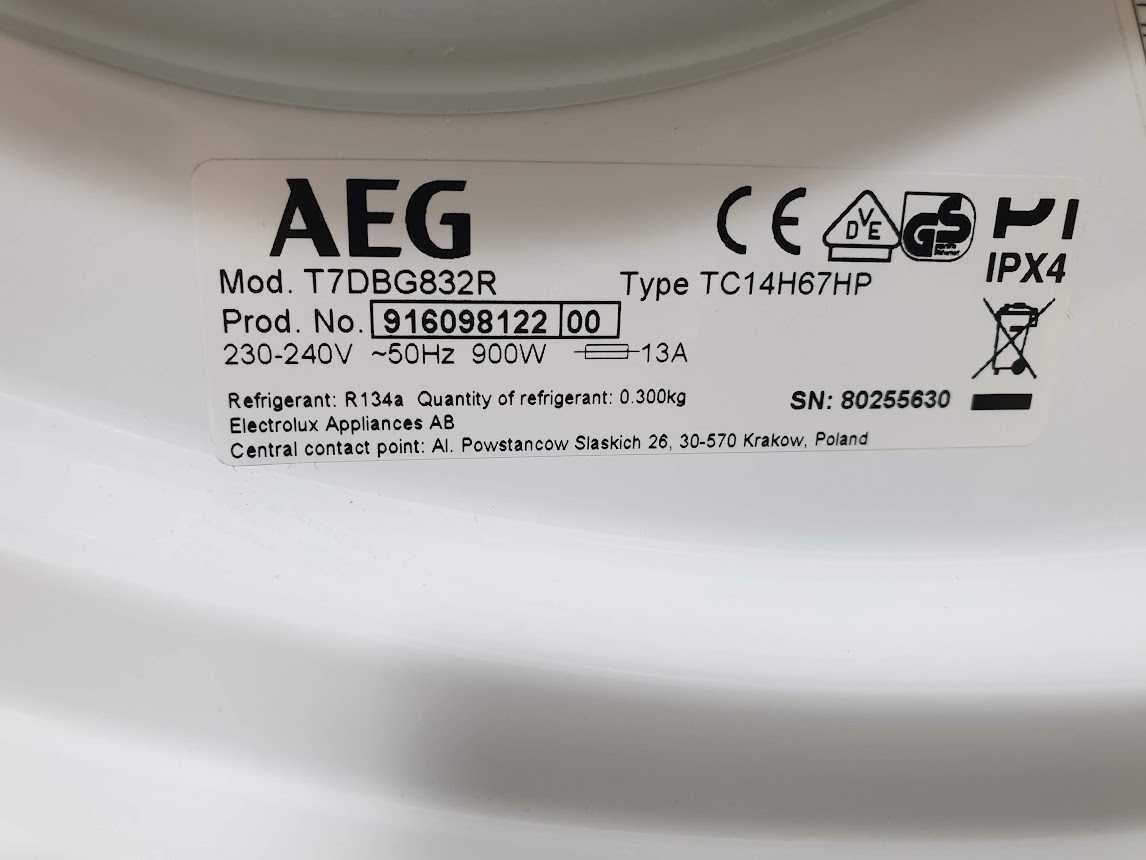 AEG
CE
DVE
GS
IPX4
Mod. T7DBG832R Type TC14H67HP
Prod. No. 916098122 00
230-240V ~50Hz 900W 13A
Refrigerant: R134a Quantity of refrigerant: 0.300kg SN: 80255630
Electrolux Appliances AB
Central contact point: Al. Powstancow Slaskich 26, 30-570 Krakow, Poland